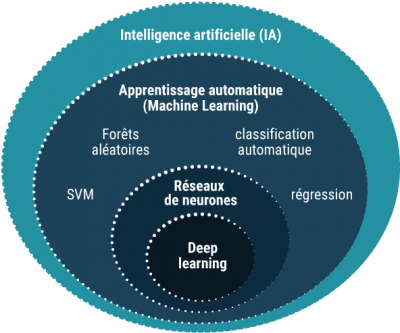 Intelligence artificielle (IA)
Apprentissage automatique
(Machine Learning)
Forêts
aléatoires
classification
automatique
SVM
Réseaux
de neurones
régression
Deep
learning